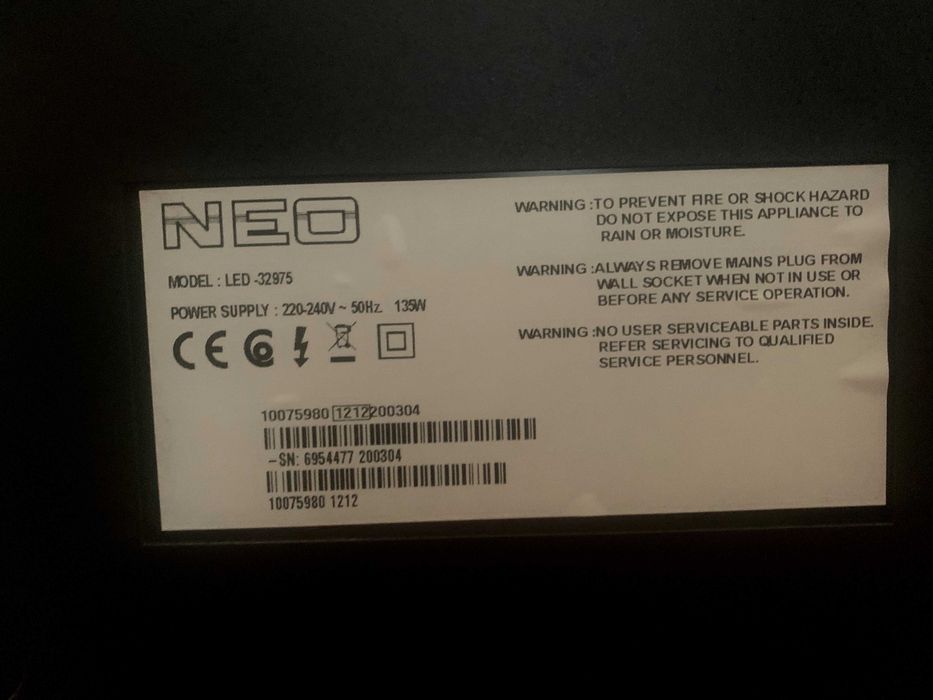 NEO
MODEL : LED -32975
POWER SUPPLY : 220-240V ~ 50Hz. 135W
CE
WARNING :TO PREVENT FIRE OR SHOCK HAZARD
DO NOT EXPOSE THIS APPLIANCE TO
RAIN OR MOISTURE.
WARNING :ALWAYS REMOVE MAINS PLUG FROM
WALL SOCKET WHEN NOT IN USE OR
BEFORE ANY SERVICE OPERATION.
WARNING :NO USER SERVICEABLE PARTS INSIDE.
REFER SERVICING TO QUALIFIED
SERVICE PERSONNEL.
10075980 1212200304
-SN: 6954477 200304
10075980 1212